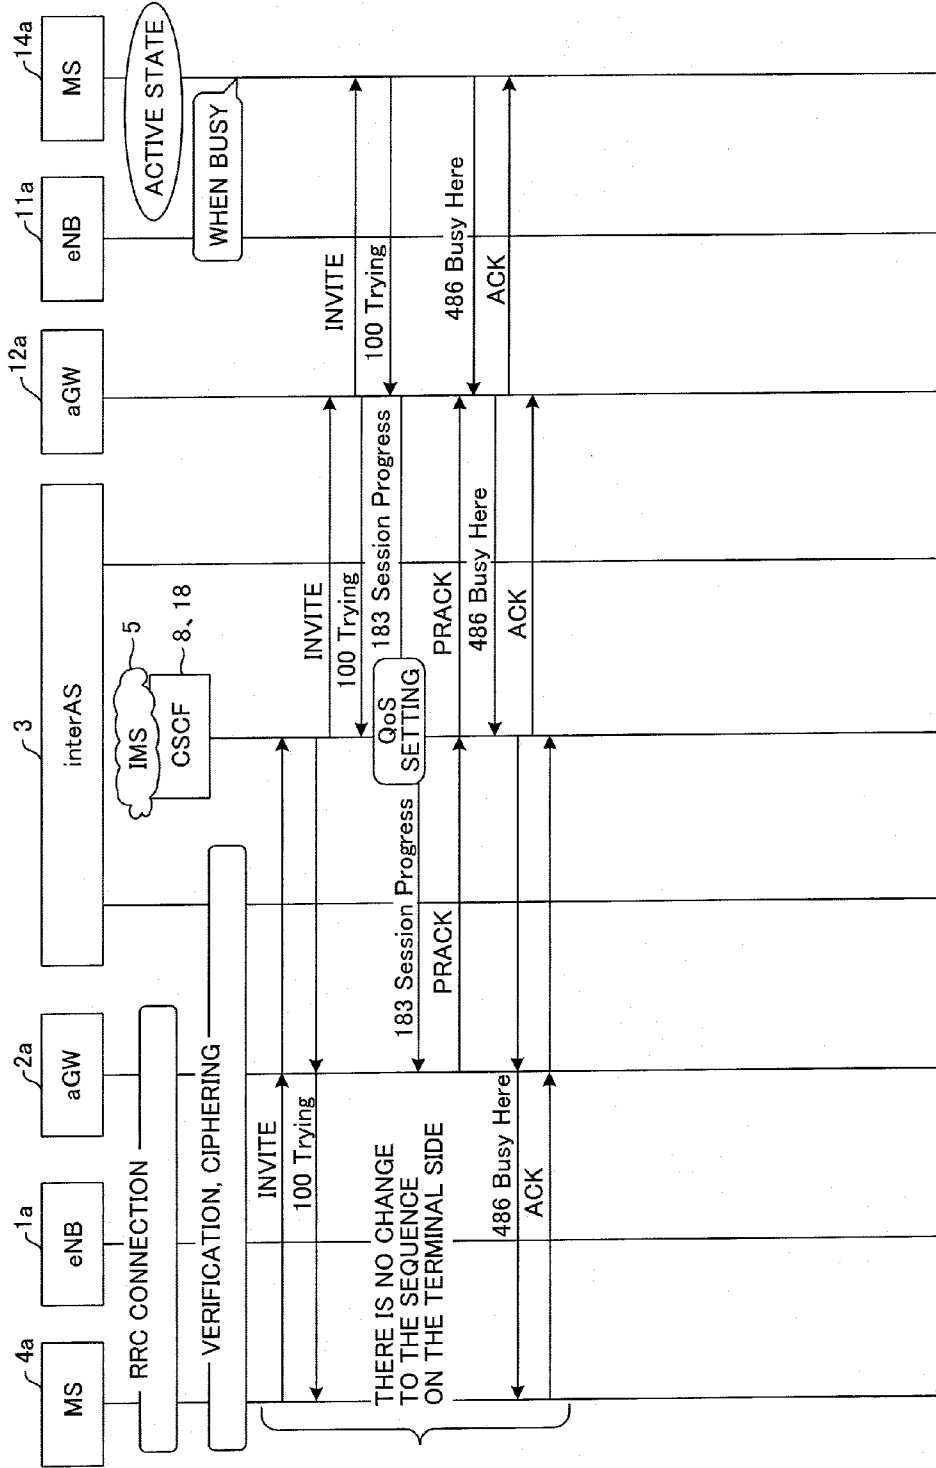 4a
1a
2a
3
12a
11a
14a
MS
eNB
aGW
interAS
aGW
eNB
MS
RRC CONNECTION
IMS
5
CSCF
8、18
ACTIVE STATE
VERIFICATION, CIPHERING
WHEN BUSY
INVITE
100 Trying
INVITE
100 Trying
INVITE
100 Trying
183 Session Progress
QoS
SETTING
183 Session Progress
PRACK
PRACK
THERE IS NO CHANGE
TO THE SEQUENCE
ON THE TERMINAL SIDE
486 Busy Here
ACK
486 Busy Here
ACK
486 Busy Here
ACK